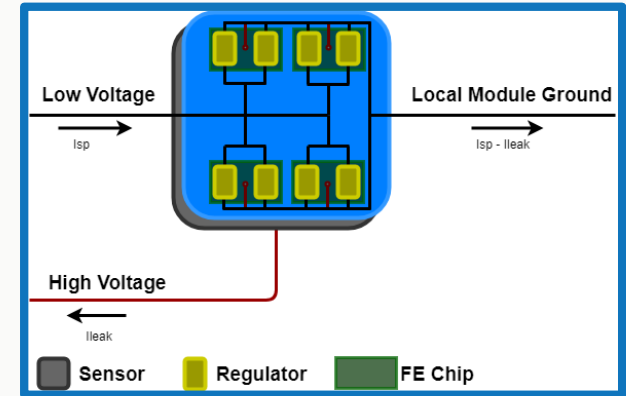 Low Voltage
Local Module Ground
Isp
Isp - Ileak
High Voltage
Ileak
Sensor
Regulator
FE Chip